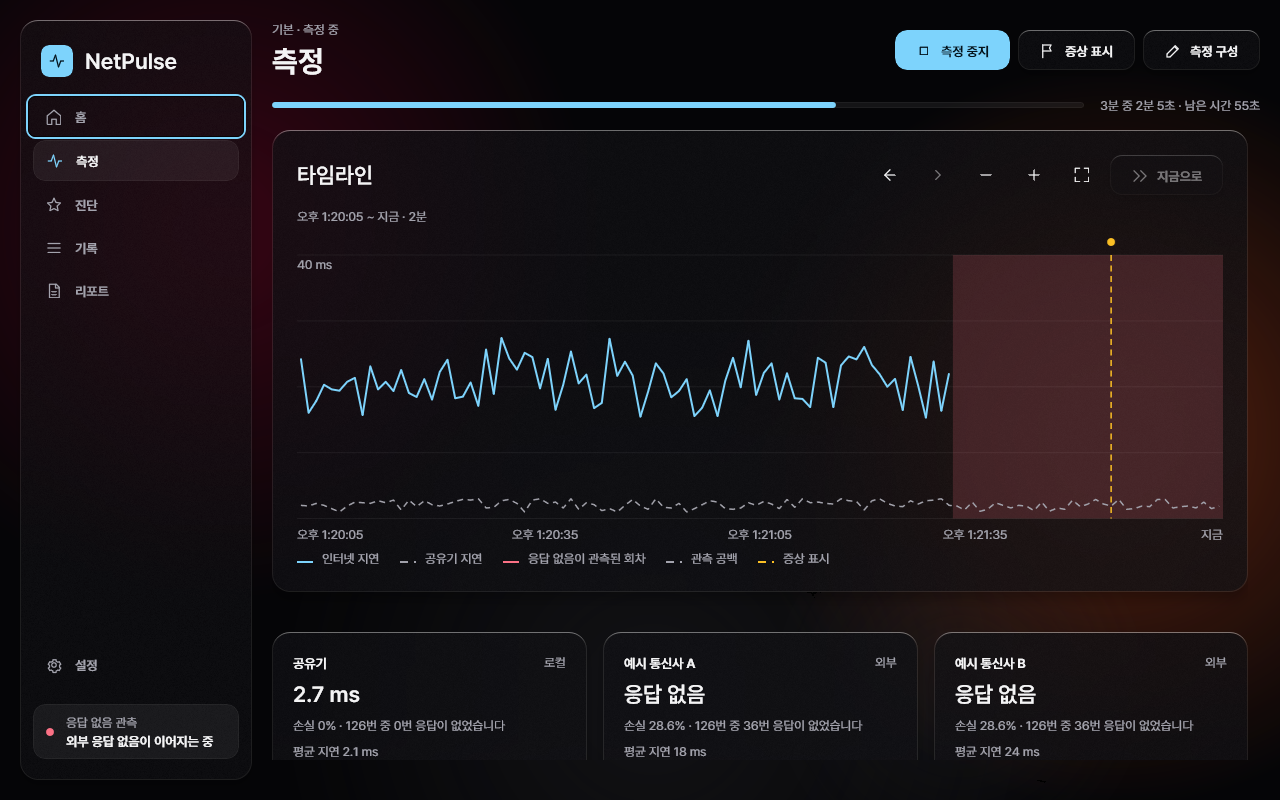 NetPulse
홈
측정
진단
기록
리포트
설정
응답 없음 관측
외부 응답 없음이 이어지는 중
기본 · 측정 중
측정
측정 중지
증상 표시
측정 구성
3분 중 2분 5초 · 남은 시간 55초
타임라인
지금으로
오후 1:20:05 ~ 지금 · 2분
40 ms
오후 1:20:05 오후 1:20:35 오후 1:21:05 오후 1:21:35 지금
인터넷 지연 공유기 지연 응답 없음이 관측된 회차 관측 공백 증상 표시
공유기 로컬
2.7 ms
손실 0% · 126번 중 0번 응답이 없었습니다
평균 지연 2.1 ms
예시 통신사 A 외부
응답 없음
손실 28.6% · 126번 중 36번 응답이 없었습니다
평균 지연 18 ms
예시 통신사 B 외부
응답 없음
손실 28.6% · 126번 중 36번 응답이 없었습니다
평균 지연 24 ms